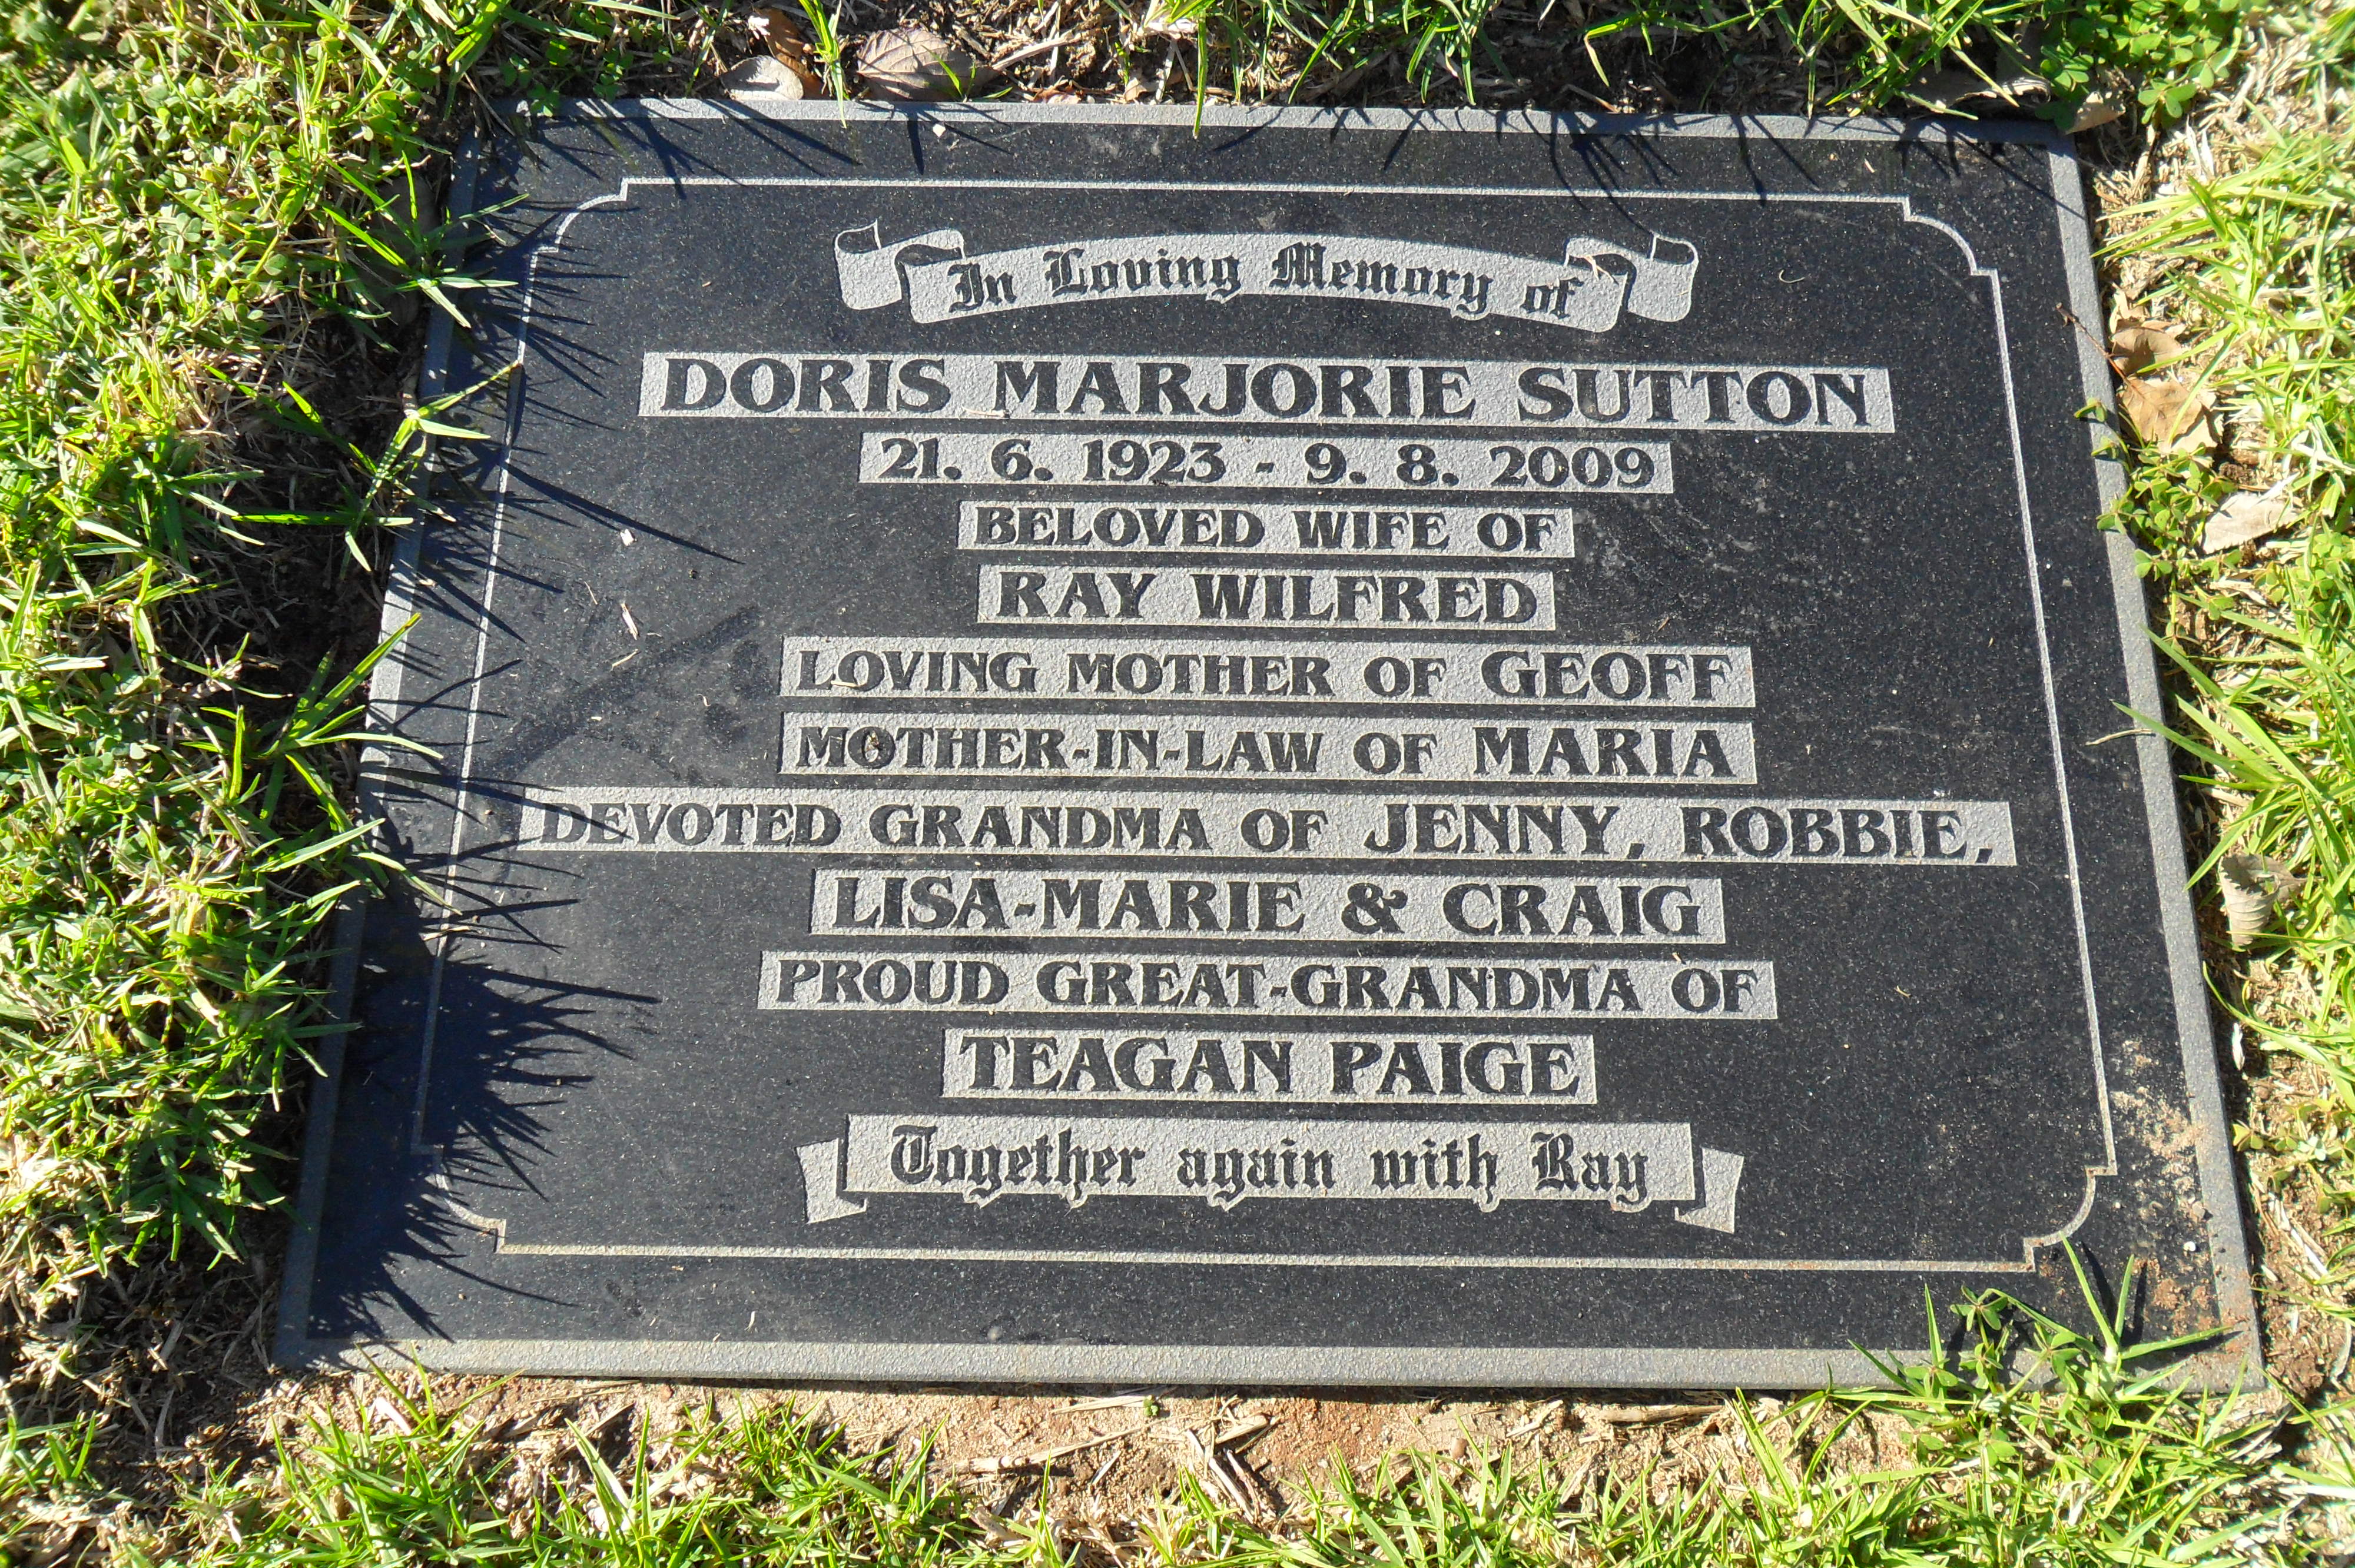 In Loving Memory of
DORIS MARJORIE SUTTON
21. 6. 1923 - 9. 8. 2009
BELOVED WIFE OF
RAY WILFRED
LOVING MOTHER OF GEOFF
MOTHER-IN-LAW OF MARIA
DEVOTED GRANDMA OF JENNY, ROBBIE,
LISA-MARIE & CRAIG
PROUD GREAT-GRANDMA OF
TEAGAN PAIGE
Together again with Ray